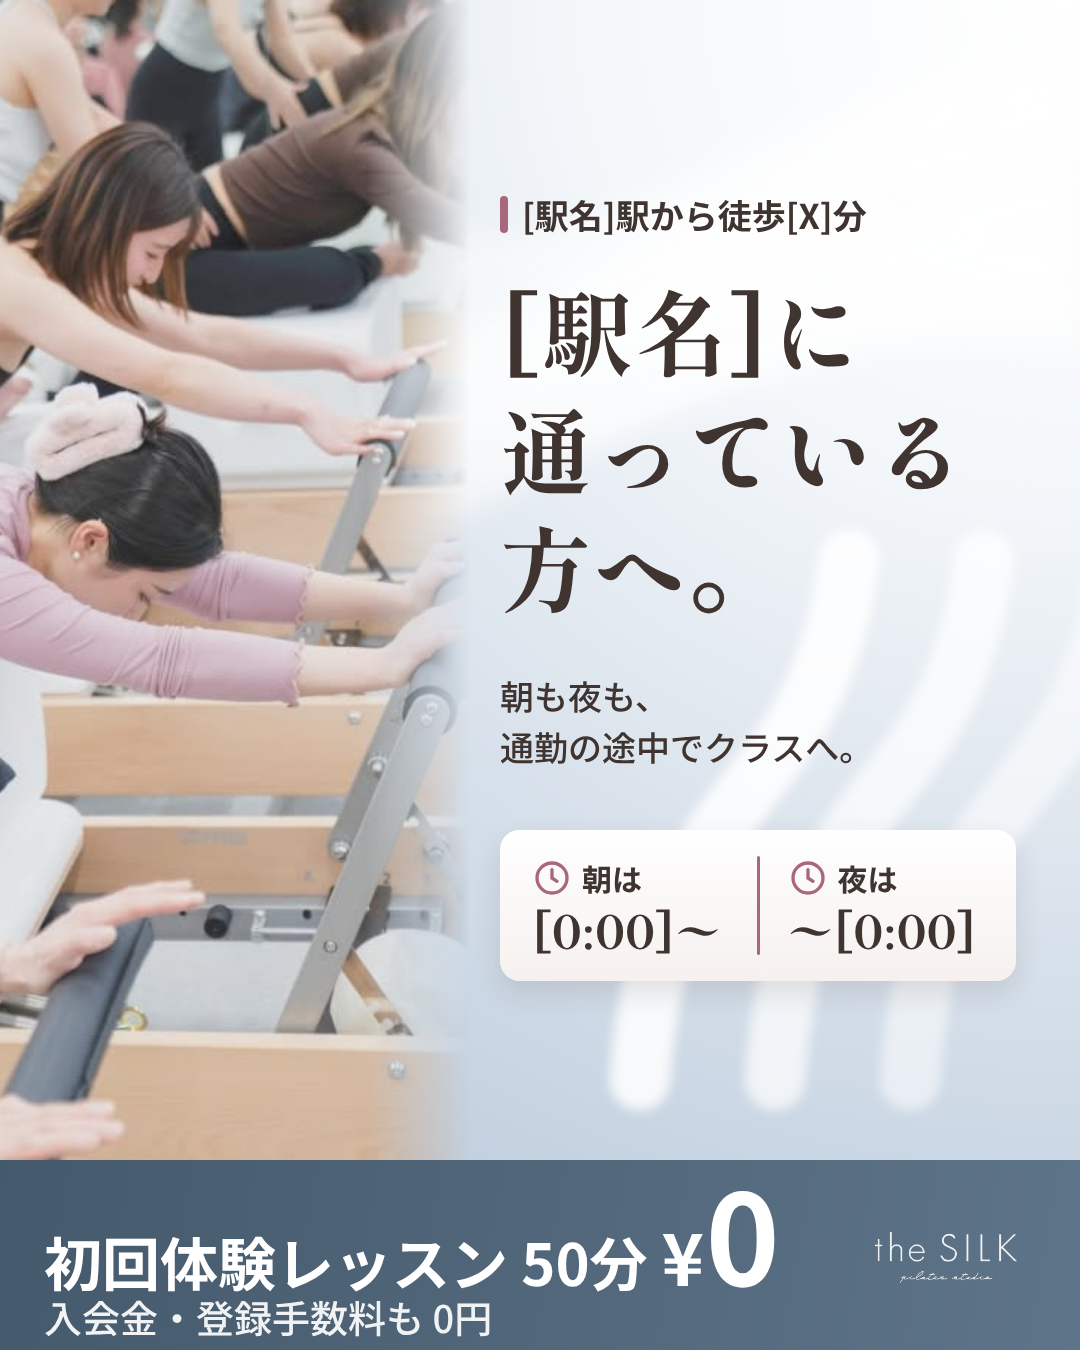 [駅名]駅から徒歩[X]分
[駅名]に
通っている
方へ。
朝も夜も、
通勤の途中でクラスへ。
朝は
[0:00]〜
夜は
〜[0:00]
初回体験レッスン 50分 ¥0
入会金・登録手数料も 0円
the SILK
pilates studio